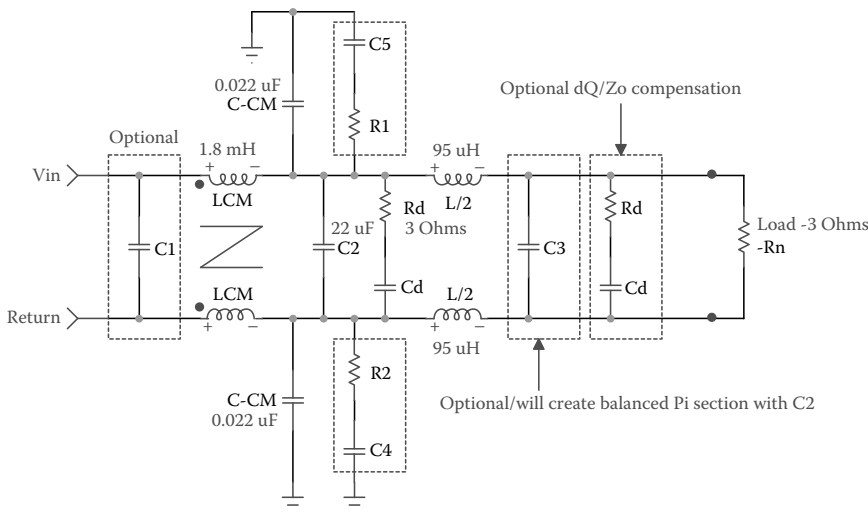 C5
0.022 uF
C-CM
R1
Optional dQ/Zo compensation
Optional
1.8 mH
+ −
LCM
95 uH
+ −
L/2
Vin
Rd
3 Ohms
22 uF
C2
C1
Cd
C3
Rd
Cd
Load -3 Ohms
-Rn
Return
LCM
+ −
L/2
+ −
95 uH
C-CM
0.022 uF
R2
C4
Optional/will create balanced Pi section with C2